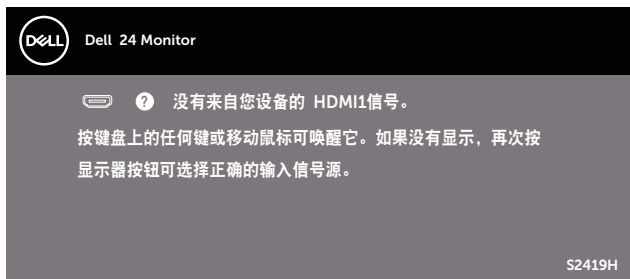 DELL
Dell 24 Monitor
? 没有来自您设备的 HDMI1信号。
按键盘上的任何键或移动鼠标可唤醒它。如果没有显示，再次按
显示器按钮可选择正确的输入信号源。
S2419H